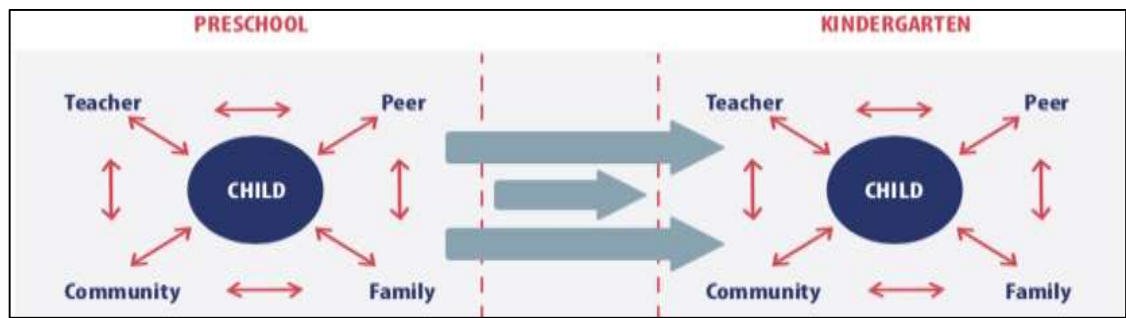 PRESCHOOL KINDERGARTEN
Teacher Peer Teacher Peer
CHILD CHILD
Community Family Community Family